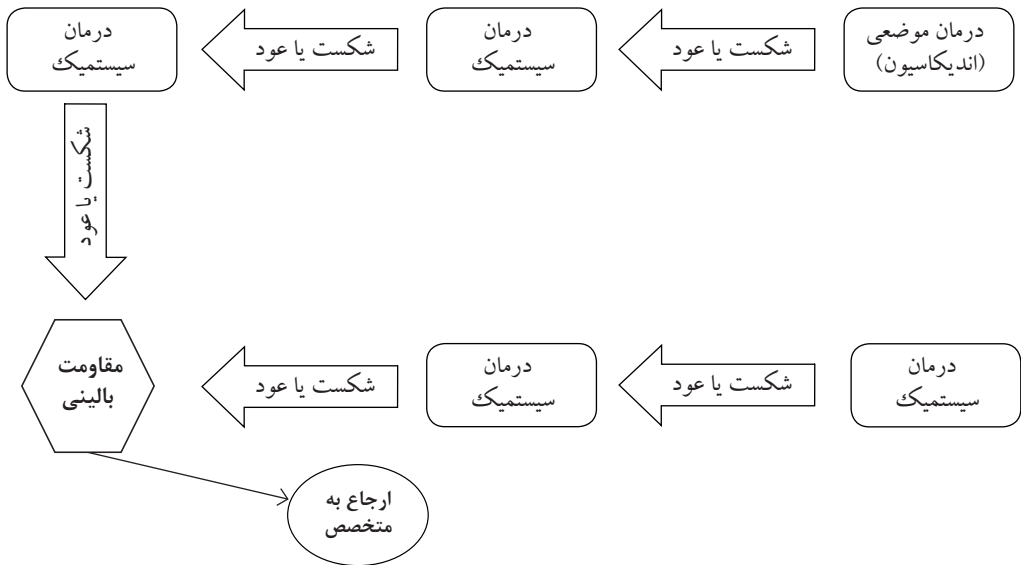 درمان موضعی
(اندیکاسیون)
شکست یا عود
درمان
سیستمیک
شکست یا عود
درمان
سیستمیک
شکست یا عود
درمان
سیستمیک
شکست یا عود
درمان
سیستمیک
شکست یا عود
مقاومت
بالینی
ارجاع به
متخصص